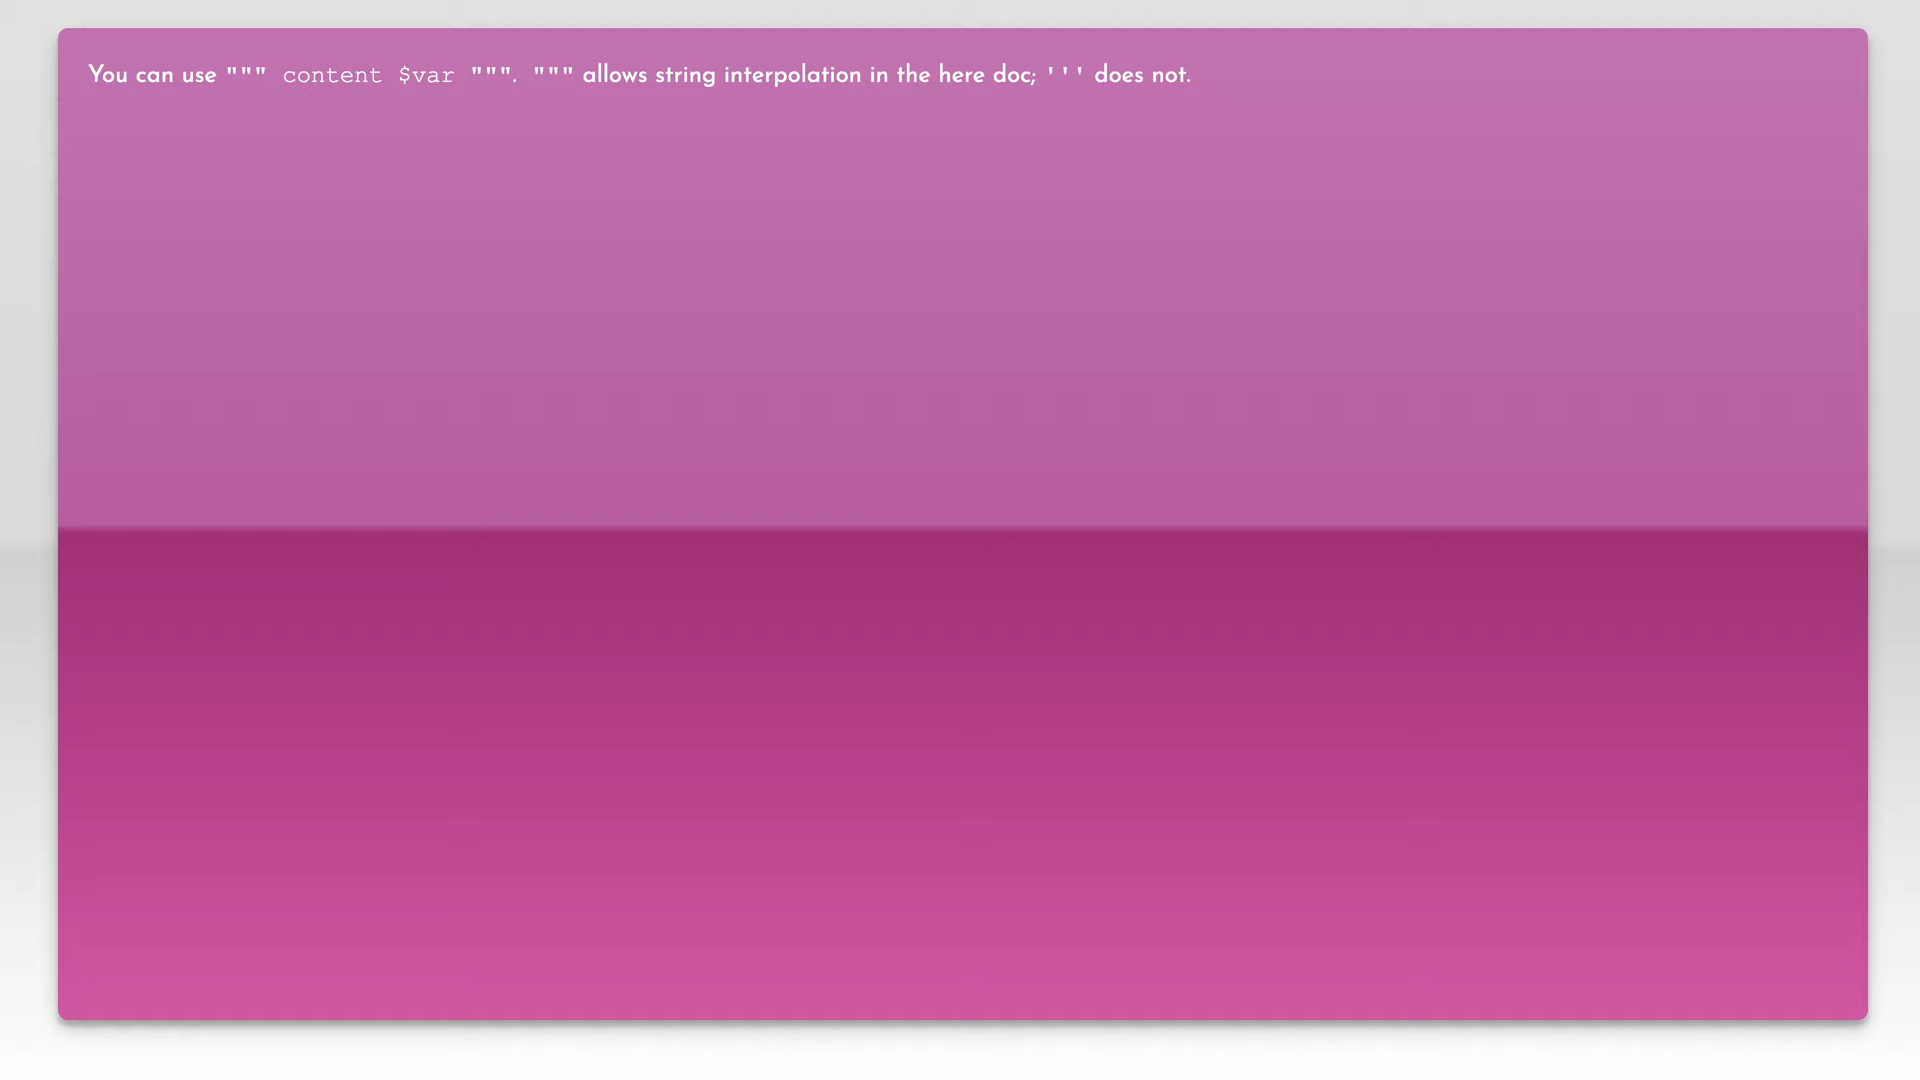 You can use """ content $var """. """ allows string interpolation in the here doc; ''' does not.